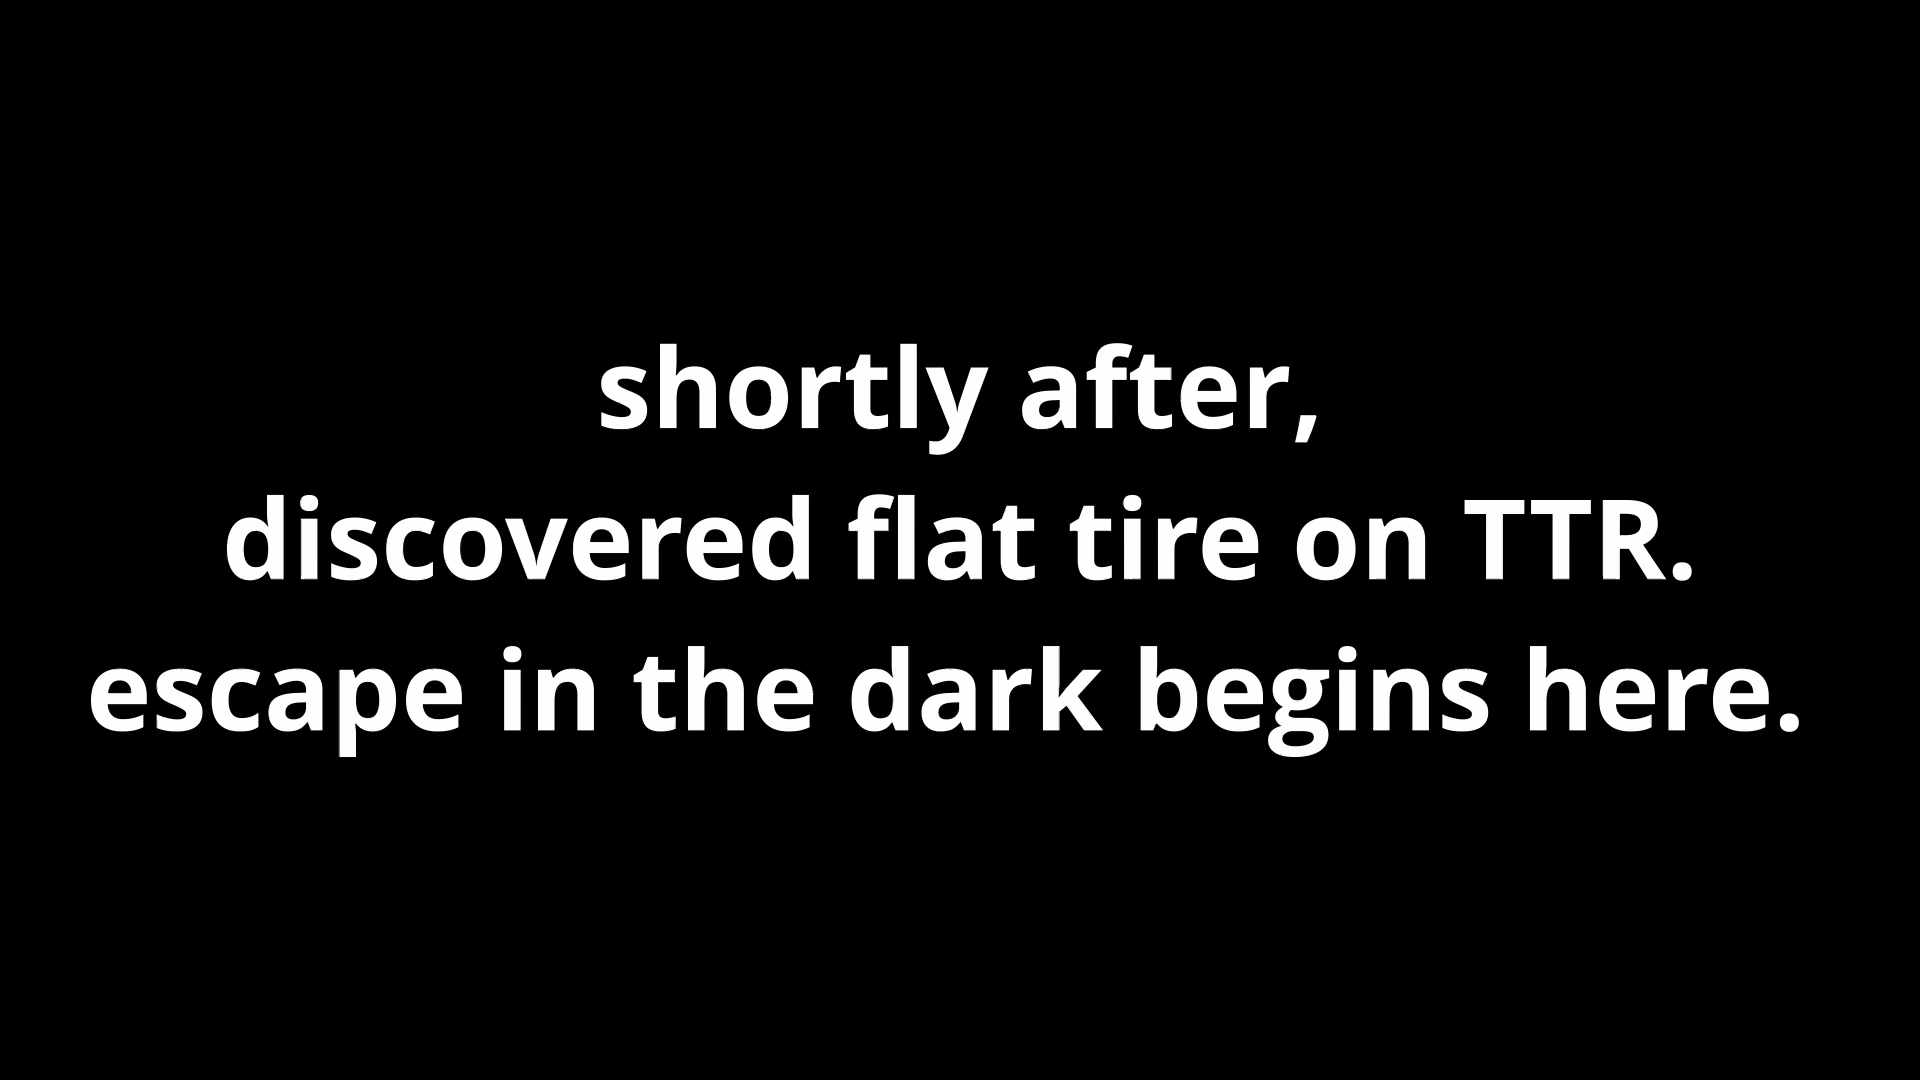 shortly after,
discovered flat tire on TTR.
escape in the dark begins here.